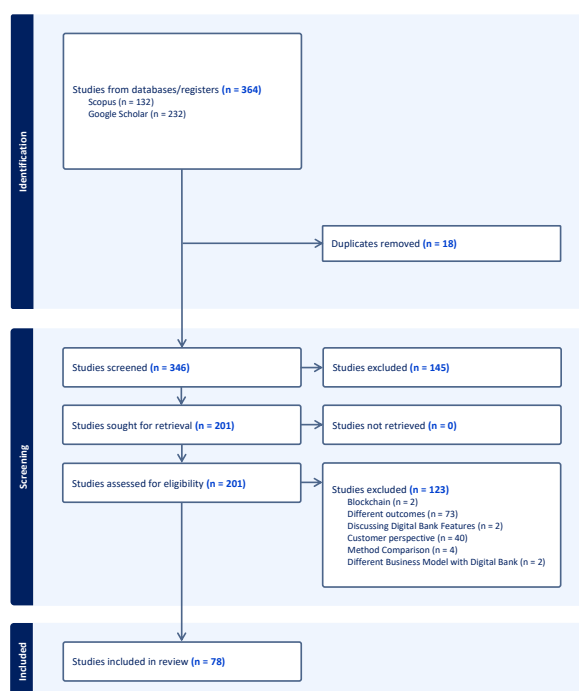 Identification
Studies from databases/registers (n = 364)
Scopus (n = 132)
Google Scholar (n = 232)
Duplicates removed (n = 18)
Screening
Studies screened (n = 346)
Studies excluded (n = 145)
Studies sought for retrieval (n = 201)
Studies not retrieved (n = 0)
Studies assessed for eligibility (n = 201)
Studies excluded (n = 123)
Blockchain (n = 2)
Different outcomes (n = 73)
Discussing Digital Bank Features (n = 2)
Customer perspective (n = 40)
Method Comparison (n = 4)
Different Business Model with Digital Bank (n = 2)
Included
Studies included in review (n = 78)